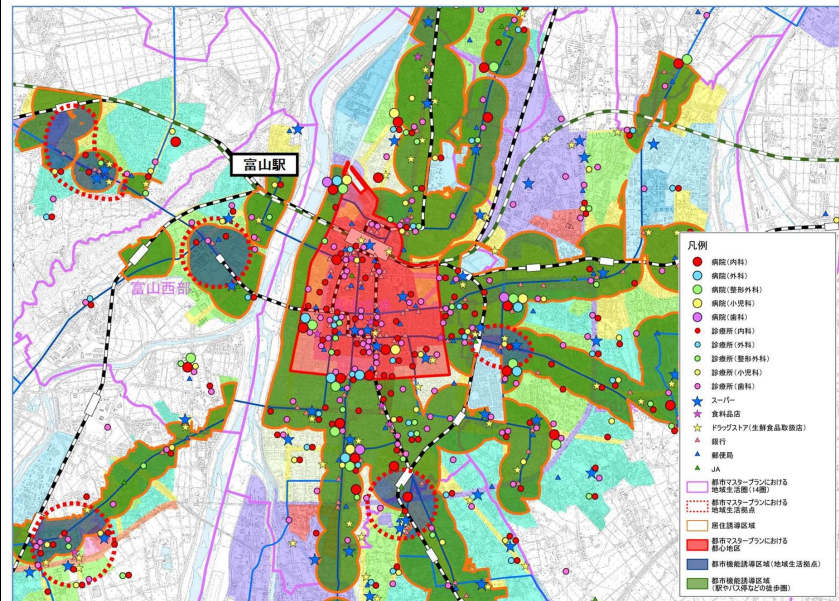 富山駅
富山西部
凡例
病院(内科)
病院(外科)
病院(整形外科)
病院(小児科)
病院(歯科)
診療所(内科)
診療所(外科)
診療所(整形外科)
診療所(小児科)
診療所(歯科)
スーパー
食料品店
ドラッグストア(生鮮食品取扱店)
銀行
郵便局
JA
都市マスタープランにおける
地域生活圏(14圏)
都市マスタープランにおける
地域生活拠点
居住誘導区域
都市マスタープランにおける
都心地区
都市機能誘導区域(地域生活拠点)
都市機能誘導区域
(駅やバス停などの徒歩圏)